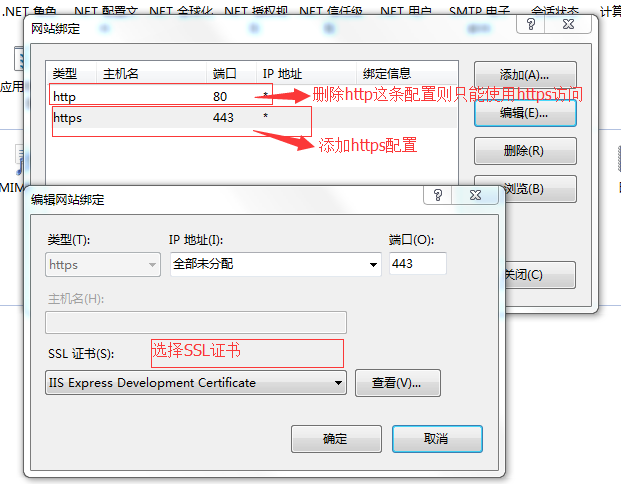 .NET 角色 .NET 配置文 .NET 全球化 .NET 授权规 .NET 信任级 .NET 用户 SMTP 电子 会话状态
网站绑定
类型 主机名 端口 IP 地址 绑定信息
添加(A)...
http 80 * 删除http这条配置则只能使用https访问
应用
编辑(E)...
https 443 *
添加https配置
删除(R)
MIM
浏览(B)
编辑网站绑定
类型(T): IP 地址(I): 端口(O):
https 全部未分配 443
关闭(C)
主机名(H):
SSL 证书(S): 选择SSL证书
IIS Express Development Certificate 查看(V)...
确定 取消